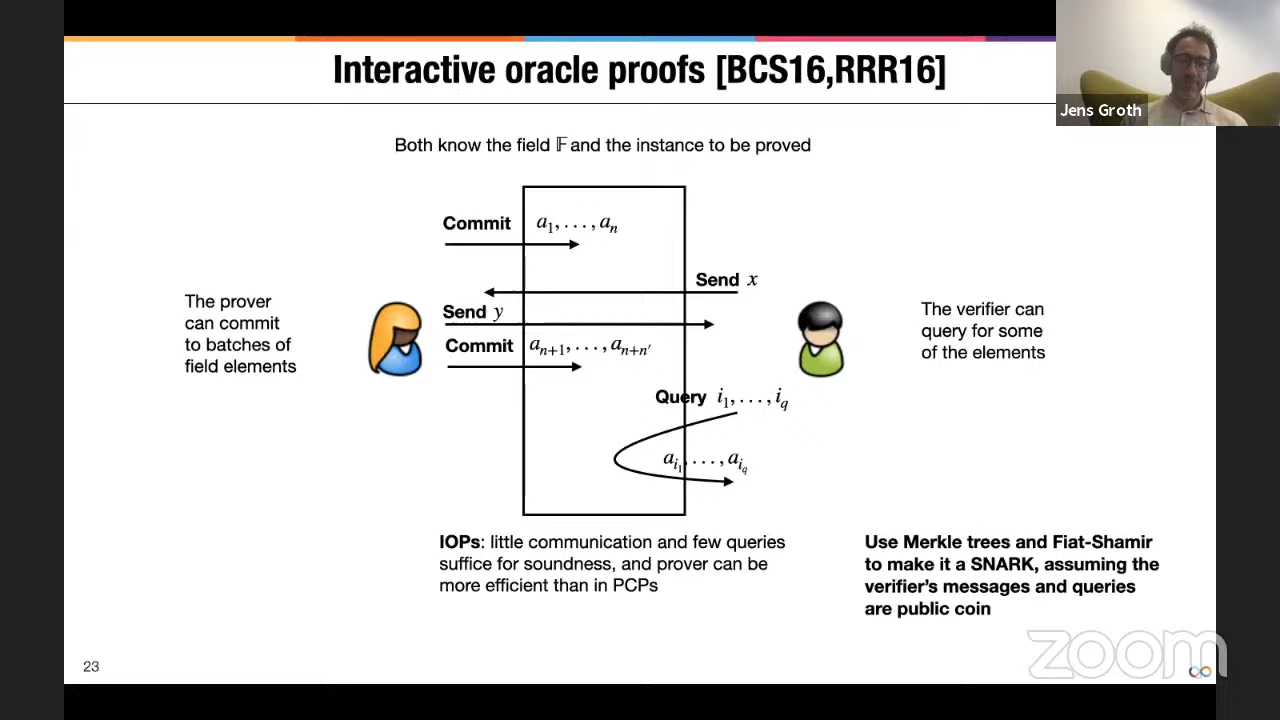 Interactive oracle proofs [BCS16,RRR16]
Jens Groth
Both know the field 𝔽 and the instance to be proved
Commit a₁, . . . , aₙ
Send x
Send y
Commit aₙ₊₁, . . . , aₙ₊ₙ′
The prover
can commit
to batches of
field elements
The verifier can
query for some
of the elements
Query i₁, . . . , i_q
a_{i₁}, . . . , a_{i_q}
IOPs: little communication and few queries
suffice for soundness, and prover can be
more efficient than in PCPs
Use Merkle trees and Fiat-Shamir
to make it a SNARK, assuming the
verifier's messages and queries
are public coin
23
zoom